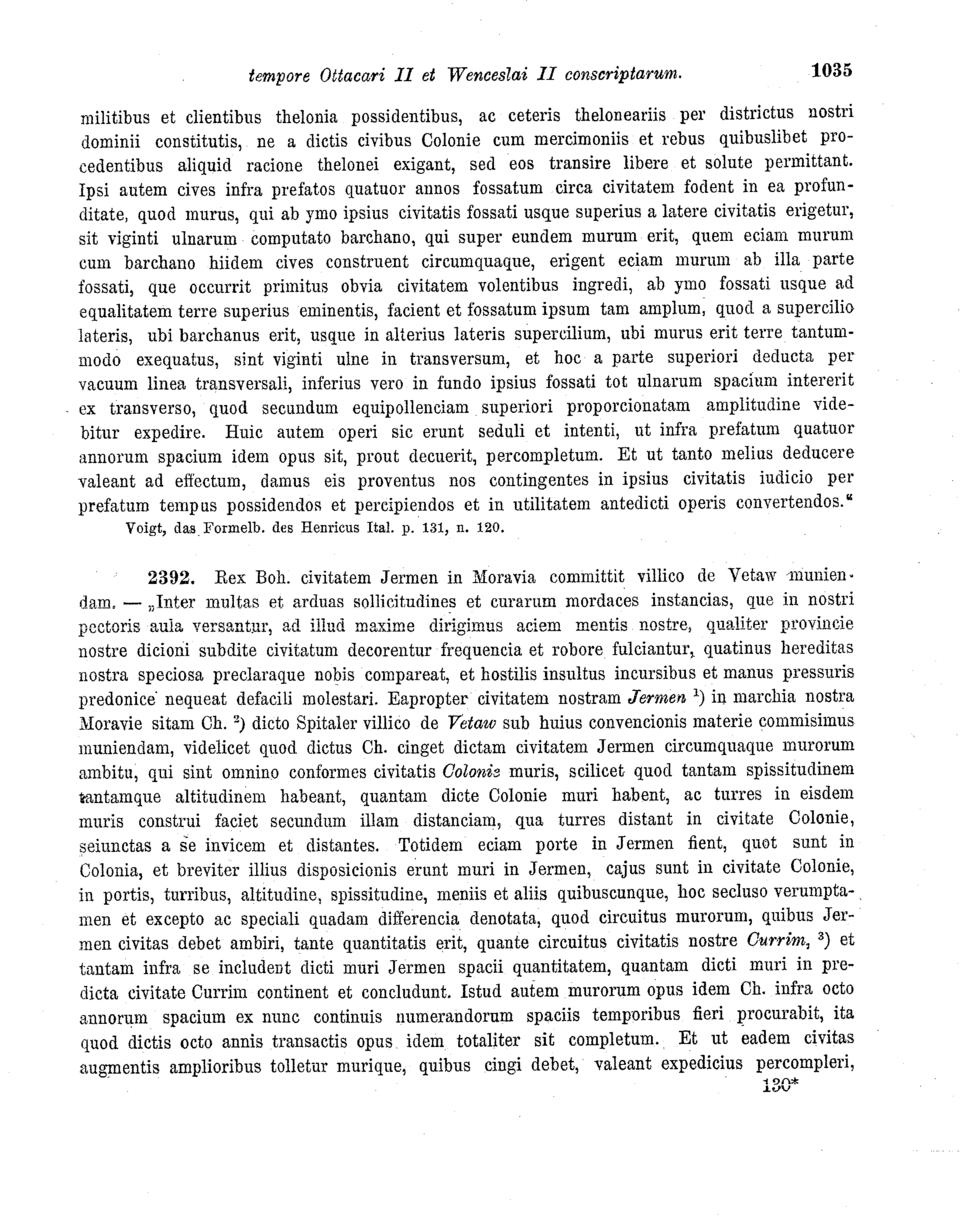 tempore Ottacari II et Wenceslai II conscriptarum. 1035
militibus et clientibus thelonia possidentibus, ac ceteris theloneariis per districtus nostri
dominii constitutis, ne a dictis civibus Colonie cum mercimoniis et rebus quibuslibet pro-
cedentibus aliquid racione thelonei exigant, sed eos transire libere et solute permittant.
Ipsi autem cives infra prefatos quatuor annos fossatum circa civitatem fodent in ea profun-
ditate, quod murus, qui ab ymo ipsius civitatis fossati usque superius a latere civitatis erigetur,
sit viginti ulnarum computato barchano, qui super eundem murum erit, quem eciam murum
cum barchano hiidem cives construent circumquaque, erigent eciam murum ab illa parte
fossati, que occurrit primitus obvia civitatem volentibus ingredi, ab ymo fossati usque ad
equalitatem terre superius eminentis, facient et fossatum ipsum tam amplum, quod a supercilio
lateris, ubi barchanus erit, usque in alterius lateris supercilium, ubi murus erit terre tantum-
modo exequatus, sint viginti ulne in transversum, et hoc a parte superiori deducta per
vacuum linea transversali, inferius vero in fundo ipsius fossati tot ulnarum spacium intererit
ex transverso, quod secundum equipollenciam superiori proporcionatam amplitudine vide-
bitur expedire. Huic autem operi sic erunt seduli et intenti, ut infra prefatum quatuor
annorum spacium idem opus sit, prout decuerit, percompletum. Et ut tanto melius deducere
valeant ad effectum, damus eis proventus nos contingentes in ipsius civitatis iudicio per
prefatum tempus possidendos et percipiendos et in utilitatem antedicti operis convertendos.“
Voigt, das Formelb. des Henricus Ital. p. 131, n. 120.
2392. Rex Boh. civitatem Jermen in Moravia committit villico de Vetaw munien-
dam. — „Inter multas et arduas sollicitudines et curarum mordaces instancias, que in nostri
pectoris aula versantur, ad illud maxime dirigimus aciem mentis nostre, qualiter provincie
nostre dicioni subdite civitatum decorentur frequencia et robore fulciantur, quatinus hereditas
nostra speciosa preclaraque nobis compareat, et hostilis insultus incursibus et manus pressuris
predonice nequeat defacili molestari. Eapropter civitatem nostram Jermen ¹) in marchia nostra
Moravie sitam Ch. ²) dicto Spitaler villico de Vetaw sub huius convencionis materie commisimus
muniendam, videlicet quod dictus Ch. cinget dictam civitatem Jermen circumquaque murorum
ambitu, qui sint omnino conformes civitatis Colonie muris, scilicet quod tantam spissitudinem
tantamque altitudinem habeant, quantam dicte Colonie muri habent, ac turres in eisdem
muris construi faciet secundum illam distanciam, qua turres distant in civitate Colonie,
seiunctas a se invicem et distantes. Totidem eciam porte in Jermen fient, quot sunt in
Colonia, et breviter illius disposicionis erunt muri in Jermen, cajus sunt in civitate Colonie,
in portis, turribus, altitudine, spissitudine, meniis et aliis quibuscunque, hoc secluso verumpta-
men et excepto ac speciali quadam differencia denotata, quod circuitus murorum, quibus Jer-
men civitas debet ambiri, tante quantitatis erit, quante circuitus civitatis nostre Currim, ³) et
tantam infra se includent dicti muri Jermen spacii quantitatem, quantam dicti muri in pre-
dicta civitate Currim continent et concludunt. Istud autem murorum opus idem Ch. infra octo
annorum spacium ex nunc continuis numerandorum spaciis temporibus fieri procurabit, ita
quod dictis octo annis transactis opus idem totaliter sit completum. Et ut eadem civitas
augmentis amplioribus tolletur murique, quibus cingi debet, valeant expedicius percompleri,
130*